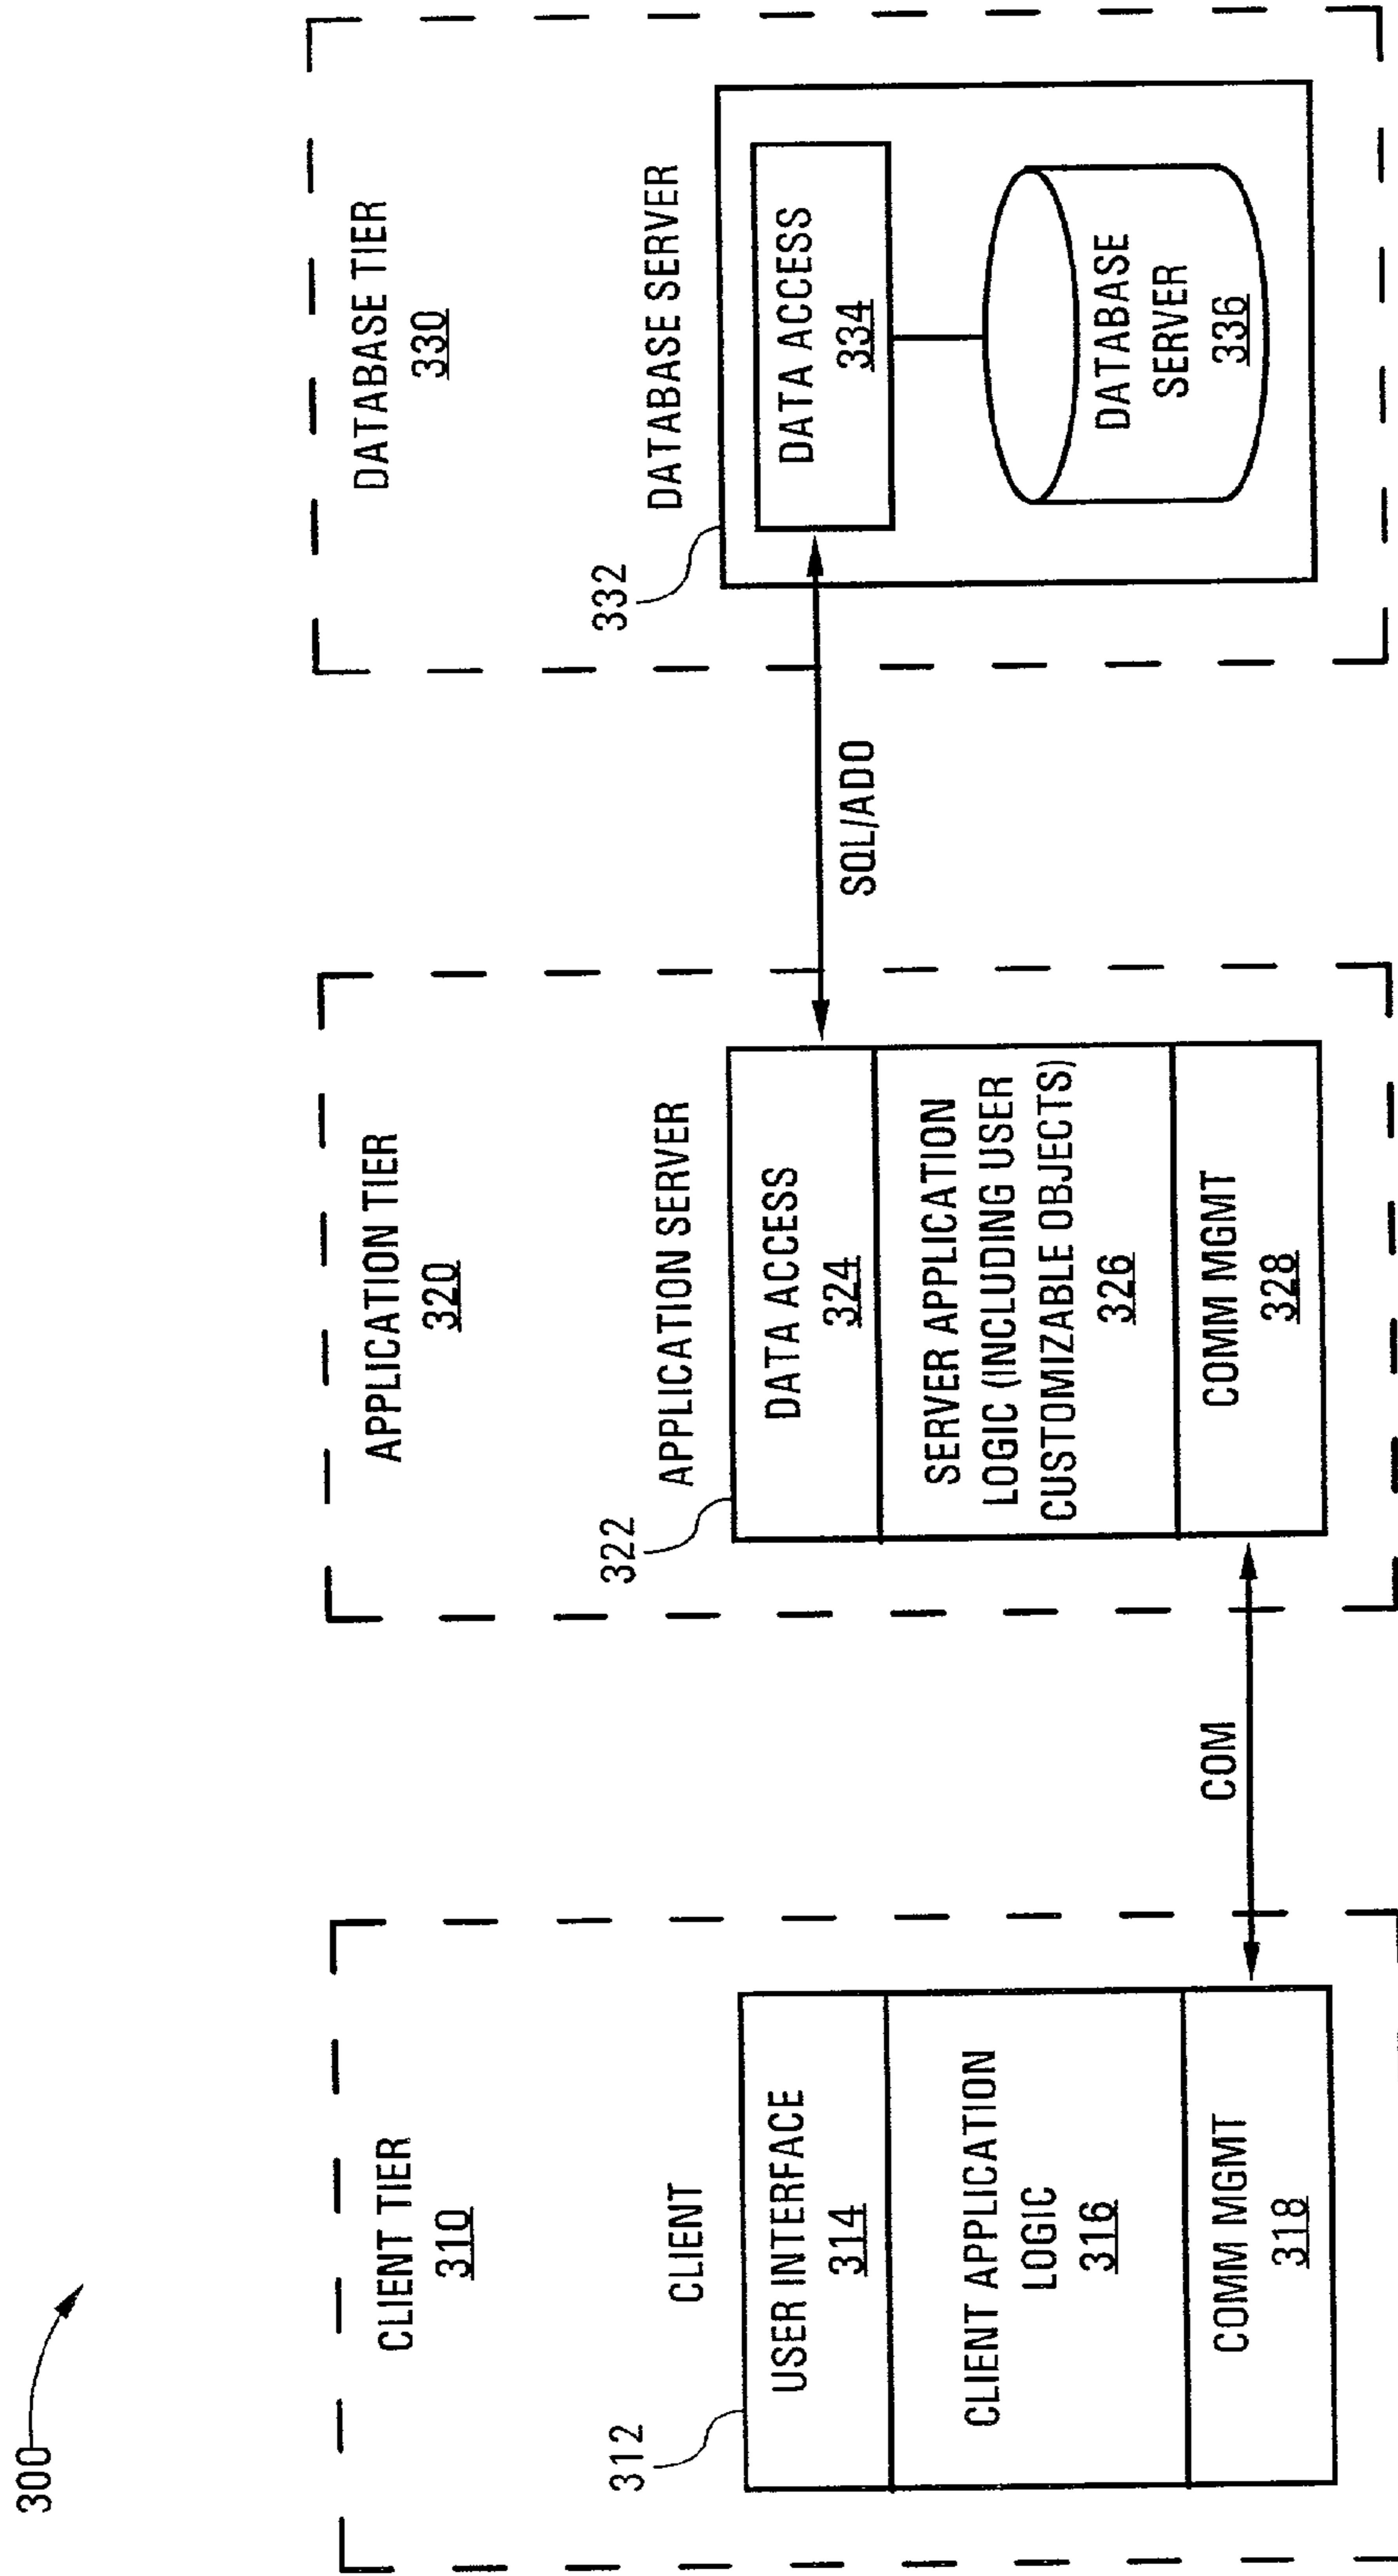 300
CLIENT TIER
310
CLIENT
312
USER INTERFACE
314
CLIENT APPLICATION
LOGIC
316
COMM MGMT
318
COM
APPLICATION TIER
320
APPLICATION SERVER
322
DATA ACCESS
324
SERVER APPLICATION
LOGIC (INCLUDING USER
CUSTOMIZABLE OBJECTS)
326
COMM MGMT
328
SQL/ADO
DATABASE TIER
330
DATABASE SERVER
332
DATA ACCESS
334
DATABASE
SERVER
336